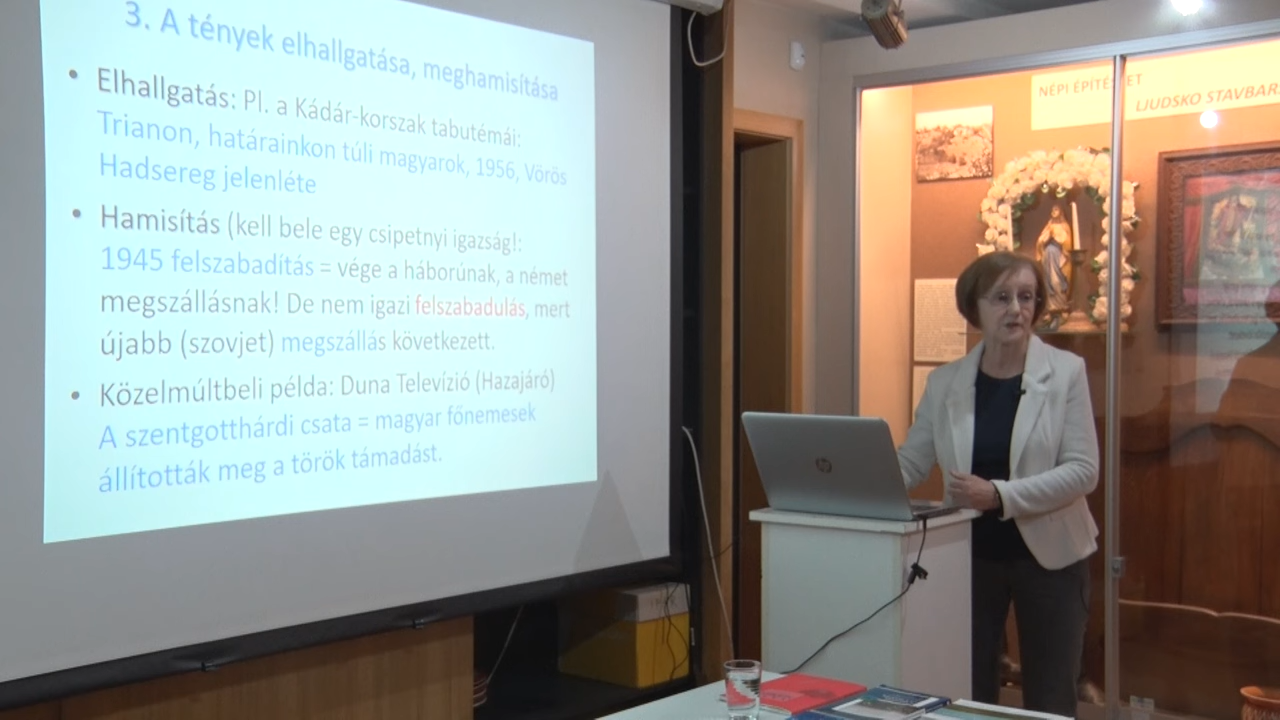 3. A tények elhallgatása, meghamisítása
• Elhallgatás: Pl. a Kádár-korszak tabutémái:
Trianon, határainkon túli magyarok, 1956, Vörös
Hadsereg jelenléte
• Hamisítás (kell bele egy csipetnyi igazság!:
1945 felszabadítás = vége a háborúnak, a német
megszállásnak! De nem igazi felszabadulás, mert
újabb (szovjet) megszállás következett.
• Közelmúltbeli példa: Duna Televízió (Hazajáró)
A szentgotthárdi csata = magyar főnemesek
állították meg a török támadást.
NÉPI ÉPÍTÉSZET
LJUDSKO STAVBARS
hp